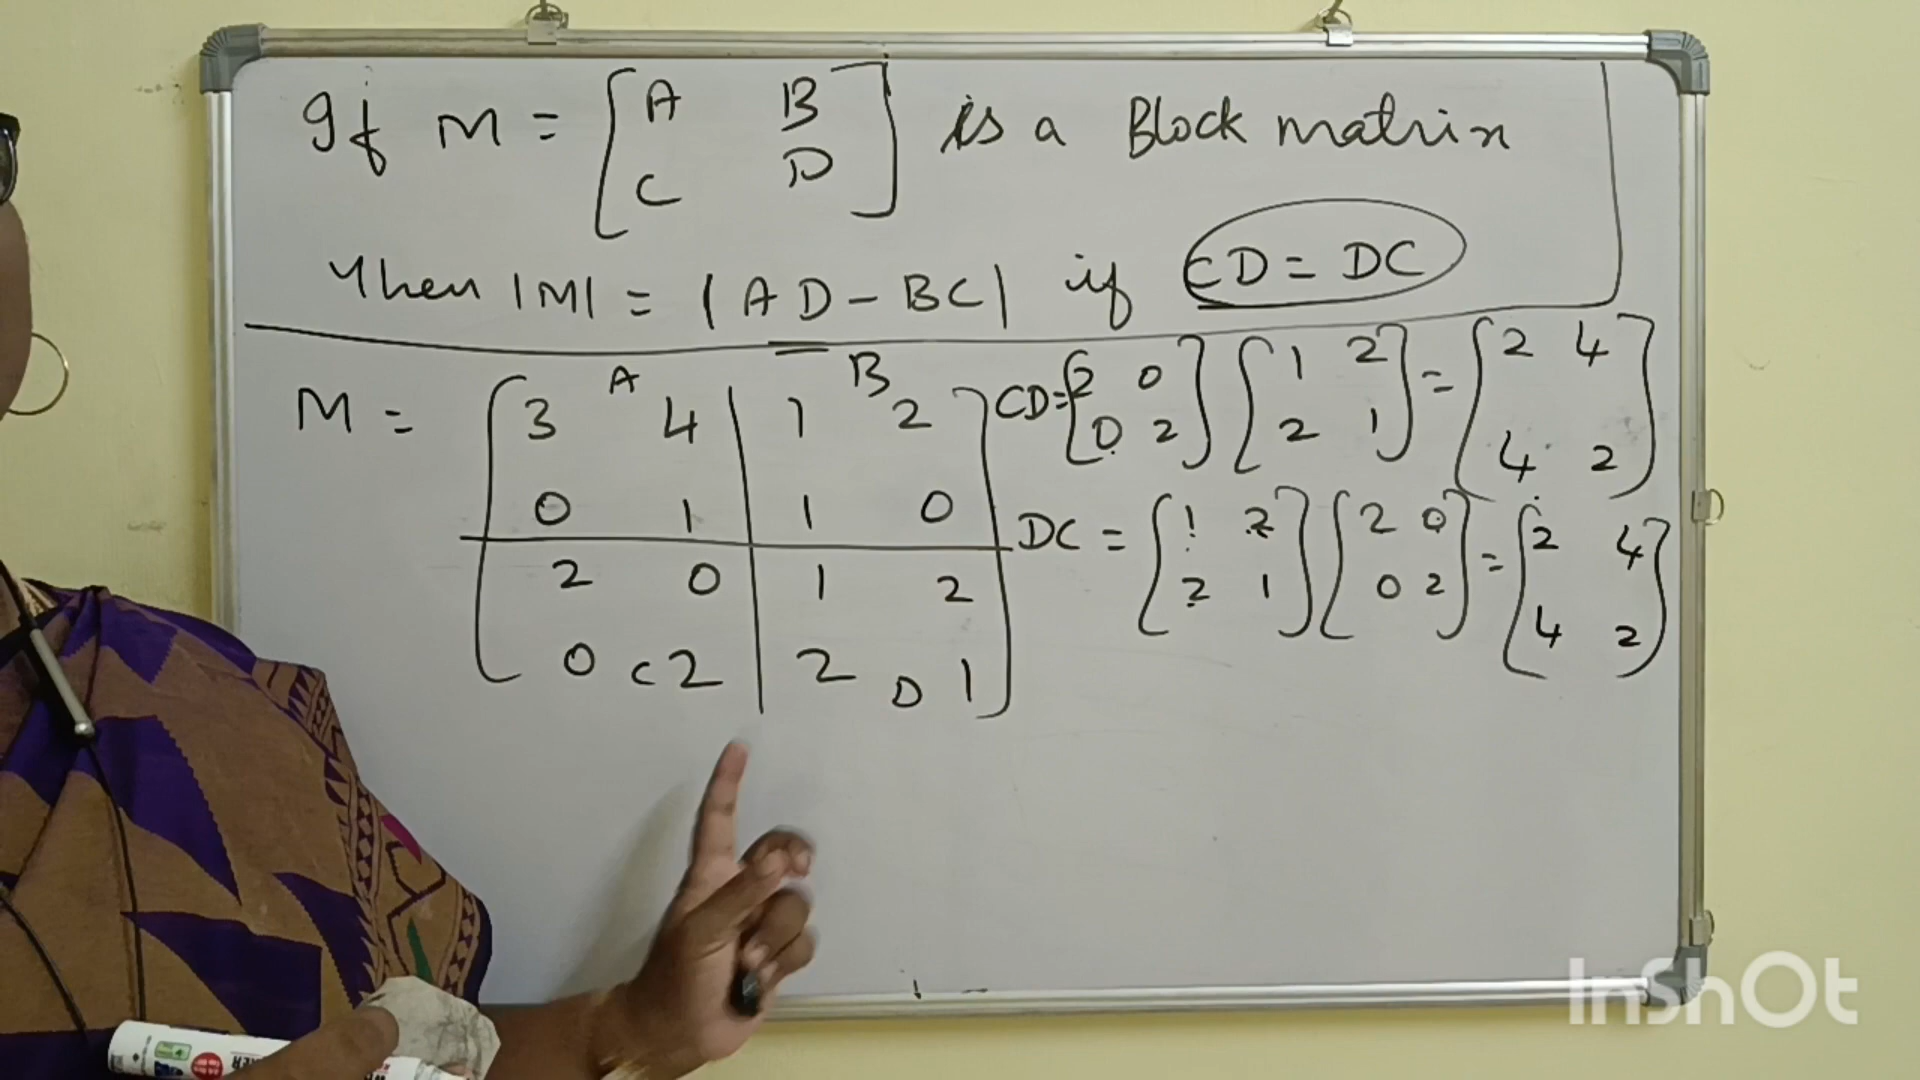 If M = [A B
C D] is a Block matrix
Then |M| = |AD - BC| if CD = DC
M = [3 4 | 1 2
0 1 | 1 0
2 0 | 1 2
0 2 | 2 1]
A B
C D
CD = [2 0
0 2] [1 2
2 1] = [2 4
4 2]
DC = [1 2
2 1] [2 0
0 2] = [2 4
4 2]
InShOt